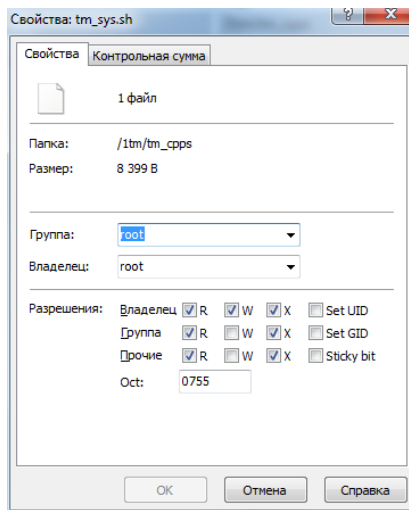 Свойства: tm_sys.sh
Свойства Контрольная сумма
1 файл
Папка: /1tm/tm_cpps
Размер: 8 399 B
Группа: root
Владелец: root
Разрешения: Владелец R W X Set UID
Группа R W X Set GID
Прочие R W X Sticky bit
Oct: 0755
OK Отмена Справка